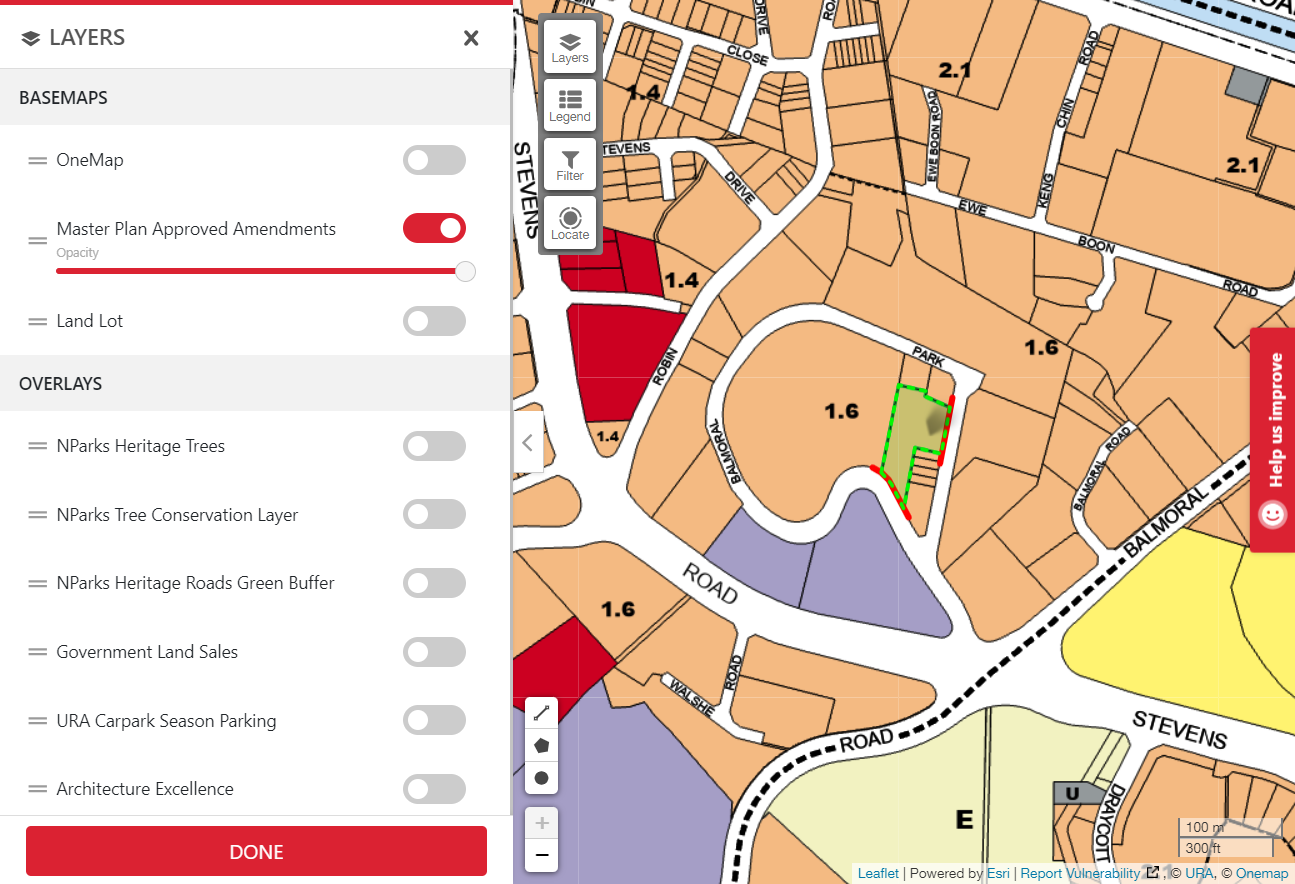 LAYERS
BASEMAPS
OneMap
Master Plan Approved Amendments
Opacity
Land Lot
OVERLAYS
NParks Heritage Trees
NParks Tree Conservation Layer
NParks Heritage Roads Green Buffer
Government Land Sales
URA Carpark Season Parking
Architecture Excellence
DONE
Layers
Legend
Filter
Locate
DRIVE
ROAD
CLOSE
1.4
2.1
ROAD
CHIN
KENG
EWE BOON ROAD
2.1
STEVENS
TEVENS
DRIVE
EWE
BOON
ROAD
1.4
1.6
PARK
ROBIN
1.6
1.4
BALMORAL
BALMORAL ROAD
BALMORAL
ROAD
1.6
ROAD
WALSHE
ROAD
STEVENS
E
U
DRAYCOTT
2.1
Help us improve
100 m
300 ft
Leaflet | Powered by Esri | Report Vulnerability , © URA, © Onemap